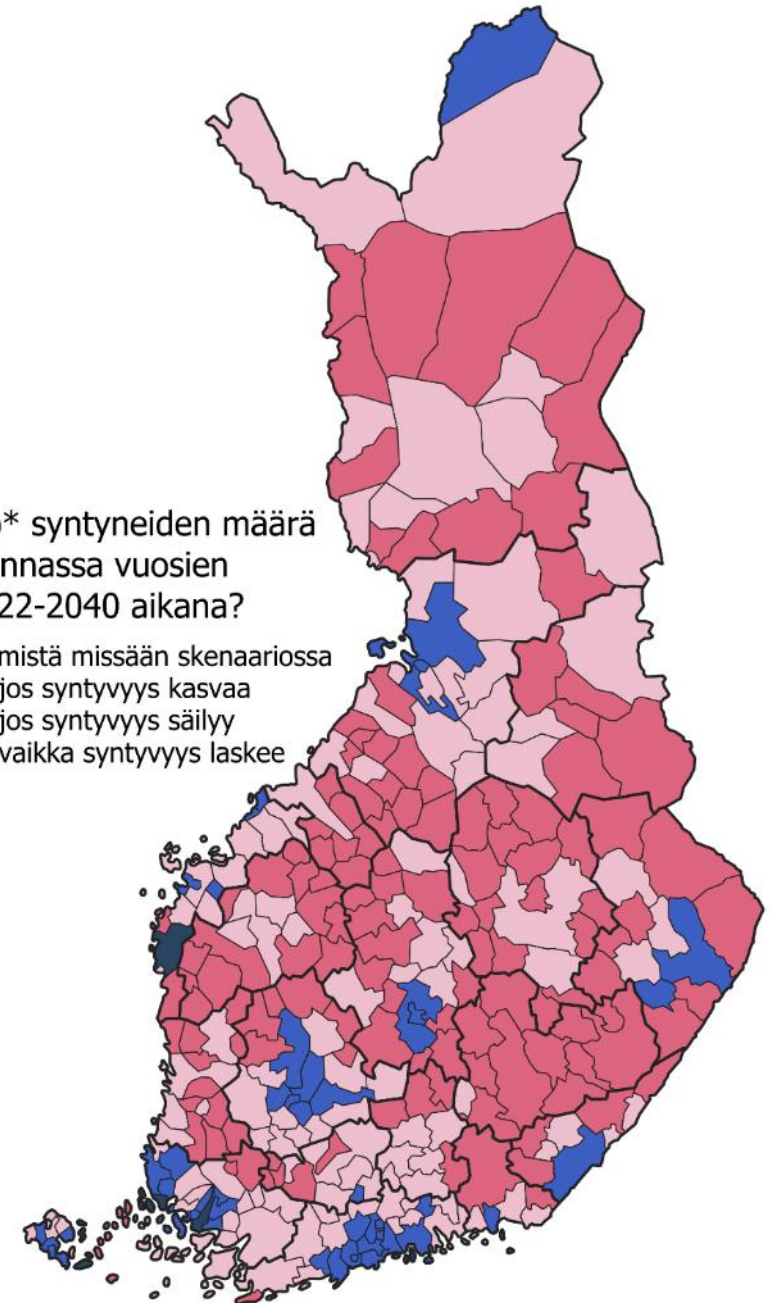 )* syntyneiden määrä
nnassa vuosien
22-2040 aikana?
mistä missään skenaariossa
jos syntyvyys kasvaa
jos syntyvyys säilyy
vaikka syntyvyys laskee